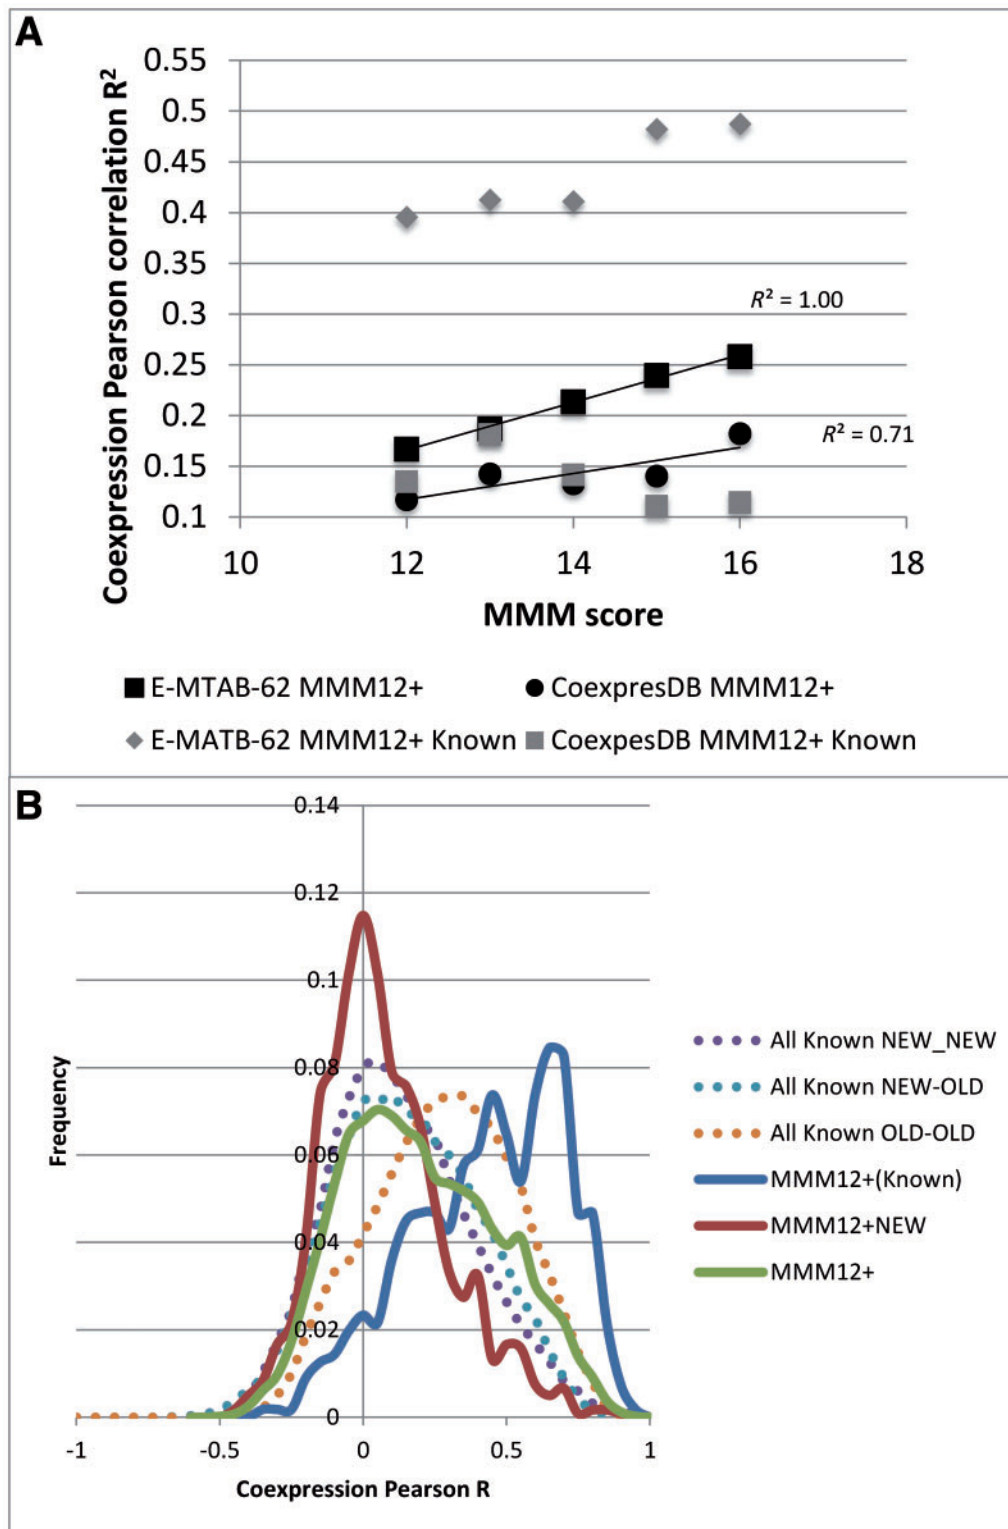 A
Coexpression Pearson correlation R²
0.55
0.5
0.45
0.4
0.35
0.3
0.25
0.2
0.15
0.1
R² = 1.00
R² = 0.71
10 12 14 16 18
MMM score
E-MTAB-62 MMM12+ CoexpresDB MMM12+
E-MATB-62 MMM12+ Known CoexpesDB MMM12+ Known
B
Frequency
0.14
0.12
0.1
0.08
0.06
0.04
0.02
0
-1 -0.5 0 0.5 1
Coexpression Pearson R
All Known NEW_NEW
All Known NEW-OLD
All Known OLD-OLD
MMM12+(Known)
MMM12+NEW
MMM12+